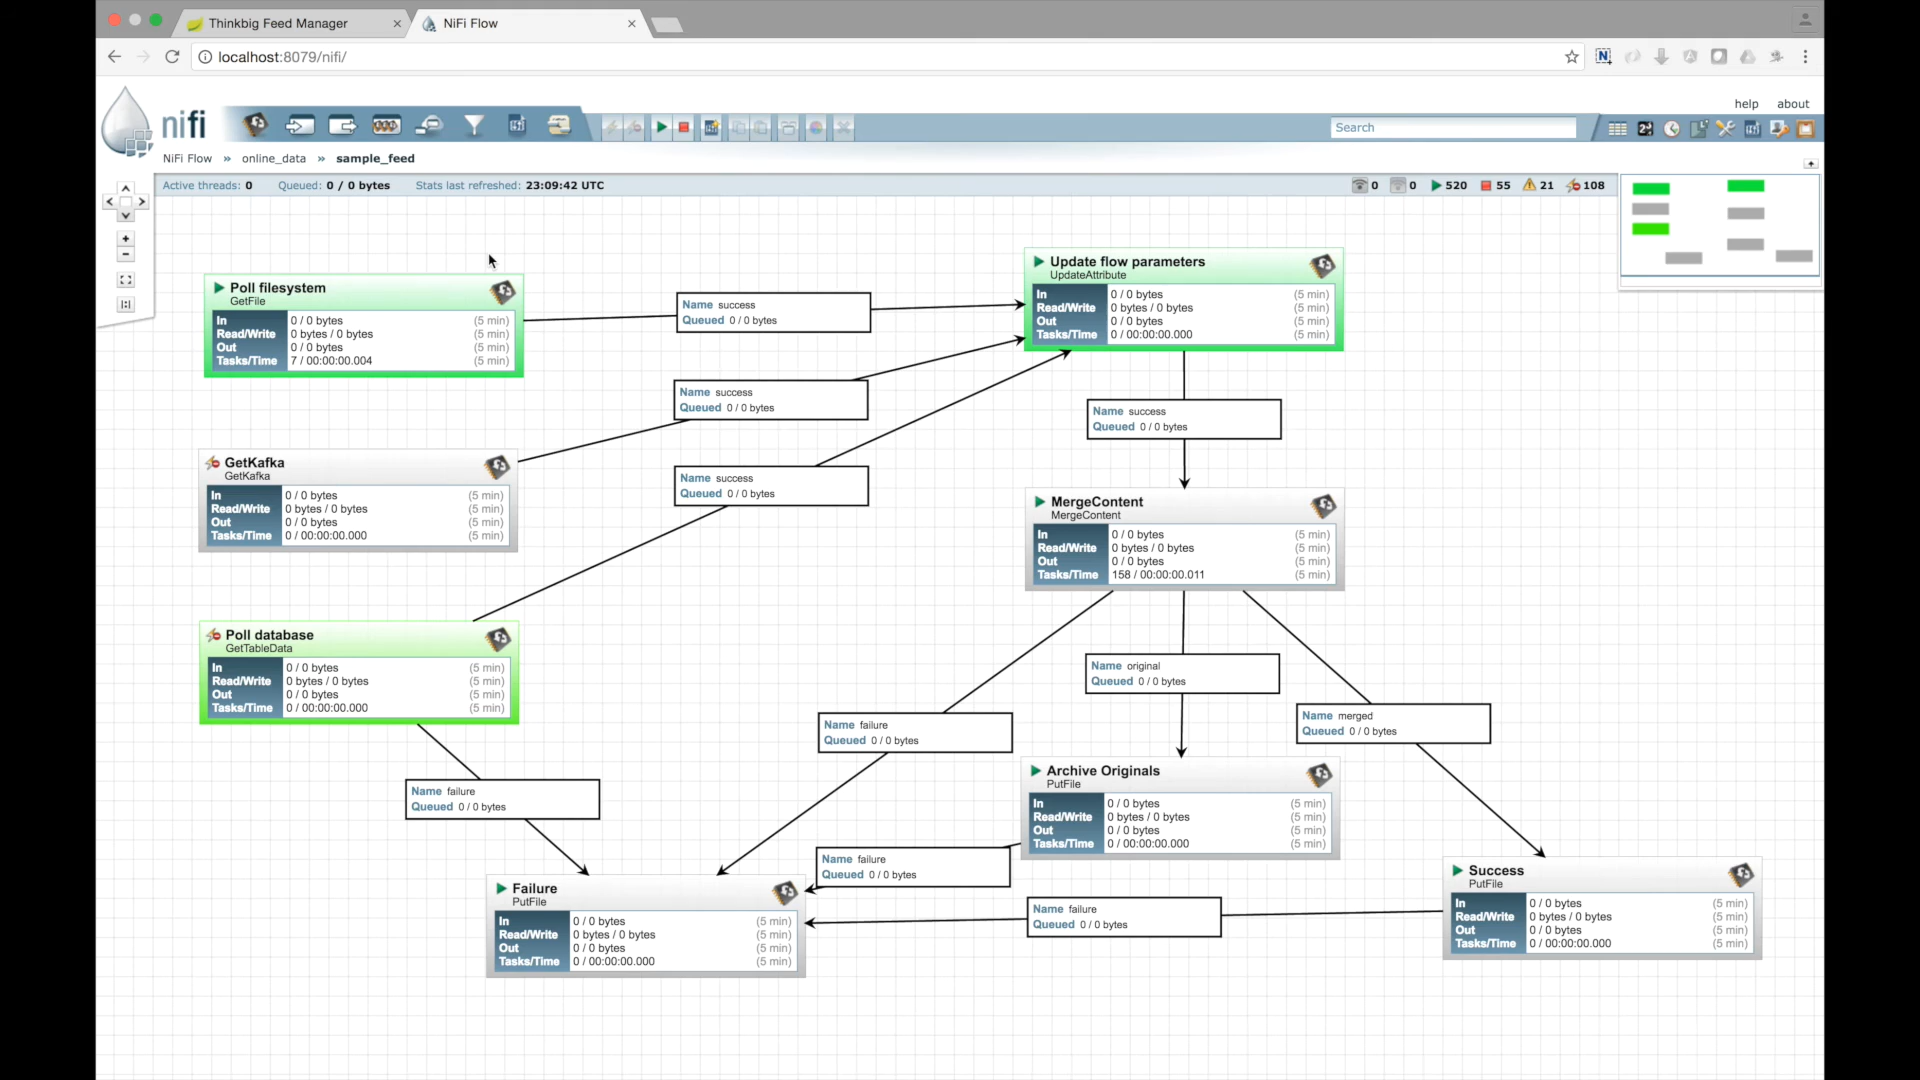 Thinkbig Feed Manager
NiFi Flow
localhost:8079/nifi/
help about
nifi
Search
NiFi Flow » online_data » sample_feed
Active threads: 0 Queued: 0 / 0 bytes Stats last refreshed: 23:09:42 UTC
0 0 520 55 21 108
Poll filesystem
GetFile
In 0 / 0 bytes (5 min)
Read/Write 0 bytes / 0 bytes (5 min)
Out 0 / 0 bytes (5 min)
Tasks/Time 7 / 00:00:00.004 (5 min)
Name success
Queued 0 / 0 bytes
Update flow parameters
UpdateAttribute
In 0 / 0 bytes (5 min)
Read/Write 0 bytes / 0 bytes (5 min)
Out 0 / 0 bytes (5 min)
Tasks/Time 0 / 00:00:00.000 (5 min)
Name success
Queued 0 / 0 bytes
Name success
Queued 0 / 0 bytes
GetKafka
GetKafka
In 0 / 0 bytes (5 min)
Read/Write 0 bytes / 0 bytes (5 min)
Out 0 / 0 bytes (5 min)
Tasks/Time 0 / 00:00:00.000 (5 min)
Name success
Queued 0 / 0 bytes
MergeContent
MergeContent
In 0 / 0 bytes (5 min)
Read/Write 0 bytes / 0 bytes (5 min)
Out 0 / 0 bytes (5 min)
Tasks/Time 158 / 00:00:00.011 (5 min)
Poll database
GetTableData
In 0 / 0 bytes (5 min)
Read/Write 0 bytes / 0 bytes (5 min)
Out 0 / 0 bytes (5 min)
Tasks/Time 0 / 00:00:00.000 (5 min)
Name original
Queued 0 / 0 bytes
Name failure
Queued 0 / 0 bytes
Name merged
Queued 0 / 0 bytes
Name failure
Queued 0 / 0 bytes
Archive Originals
PutFile
In 0 / 0 bytes (5 min)
Read/Write 0 bytes / 0 bytes (5 min)
Out 0 / 0 bytes (5 min)
Tasks/Time 0 / 00:00:00.000 (5 min)
Name failure
Queued 0 / 0 bytes
Failure
PutFile
In 0 / 0 bytes (5 min)
Read/Write 0 bytes / 0 bytes (5 min)
Out 0 / 0 bytes (5 min)
Tasks/Time 0 / 00:00:00.000 (5 min)
Name failure
Queued 0 / 0 bytes
Success
PutFile
In 0 / 0 bytes (5 min)
Read/Write 0 bytes / 0 bytes (5 min)
Out 0 / 0 bytes (5 min)
Tasks/Time 0 / 00:00:00.000 (5 min)